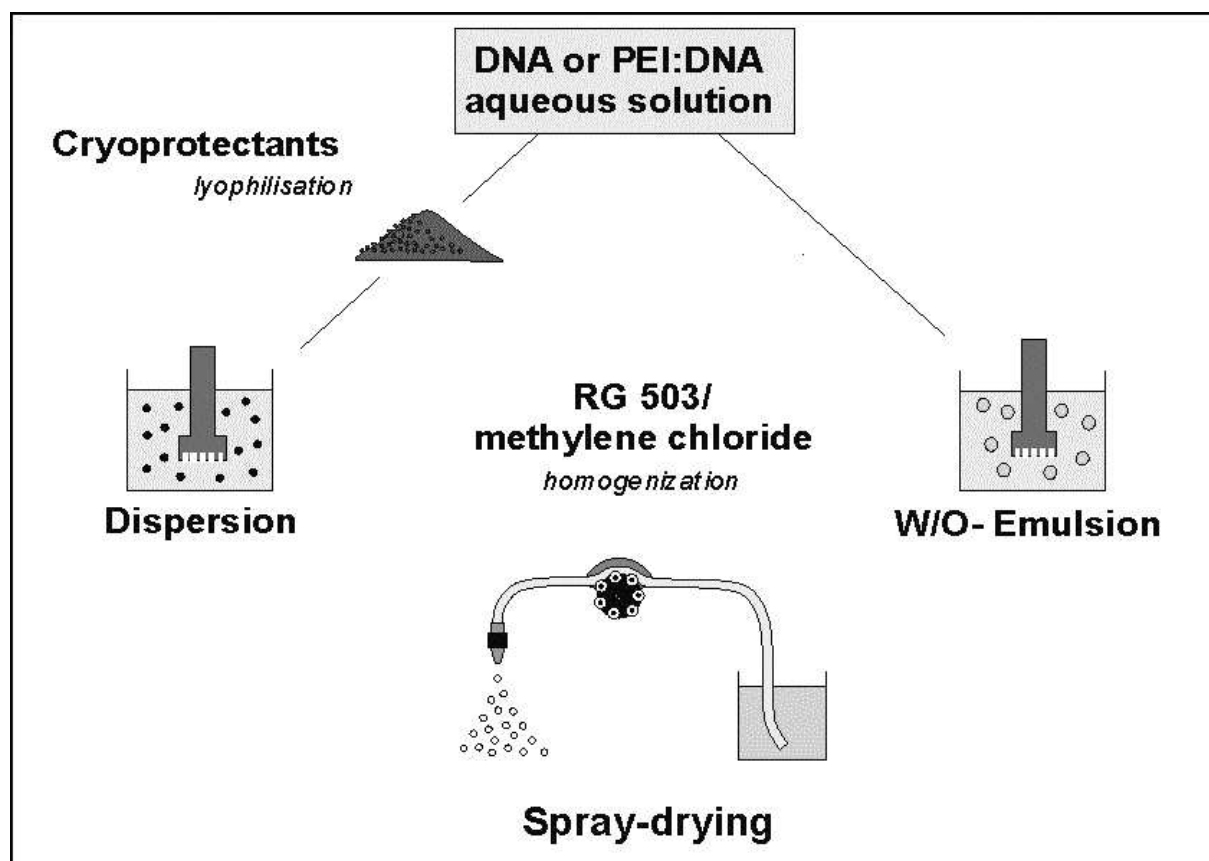 DNA or PEI:DNA
aqueous solution
Cryoprotectants
lyophilisation
RG 503/
methylene chloride
homogenization
Dispersion
W/O- Emulsion
Spray-drying